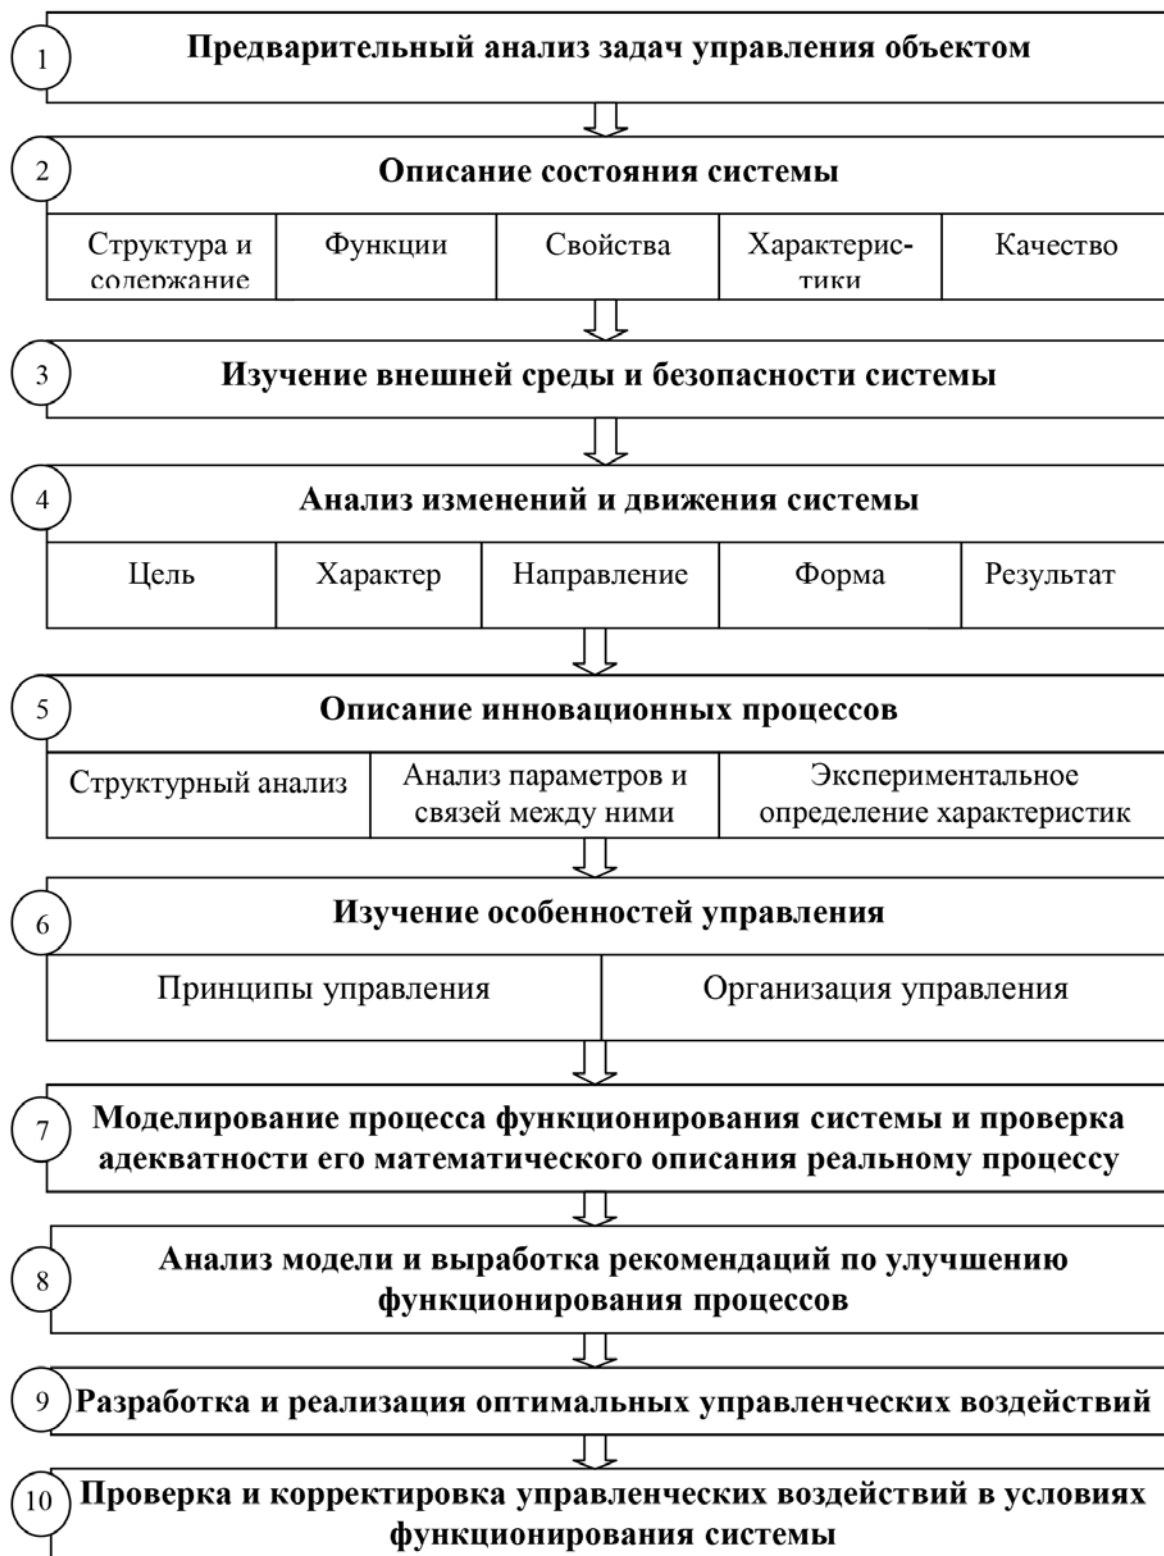 1
Предварительный анализ задач управления объектом
2
Описание состояния системы
Структура и
содержание
Функции
Свойства
Характерис-
тики
Качество
3
Изучение внешней среды и безопасности системы
4
Анализ изменений и движения системы
Цель
Характер
Направление
Форма
Результат
5
Описание инновационных процессов
Структурный анализ
Анализ параметров и
связей между ними
Экспериментальное
определение характеристик
6
Изучение особенностей управления
Принципы управления
Организация управления
7
Моделирование процесса функционирования системы и проверка
адекватности его математического описания реальному процессу
8
Анализ модели и выработка рекомендаций по улучшению
функционирования процессов
9
Разработка и реализация оптимальных управленческих воздействий
10
Проверка и корректировка управленческих воздействий в условиях
функционирования системы